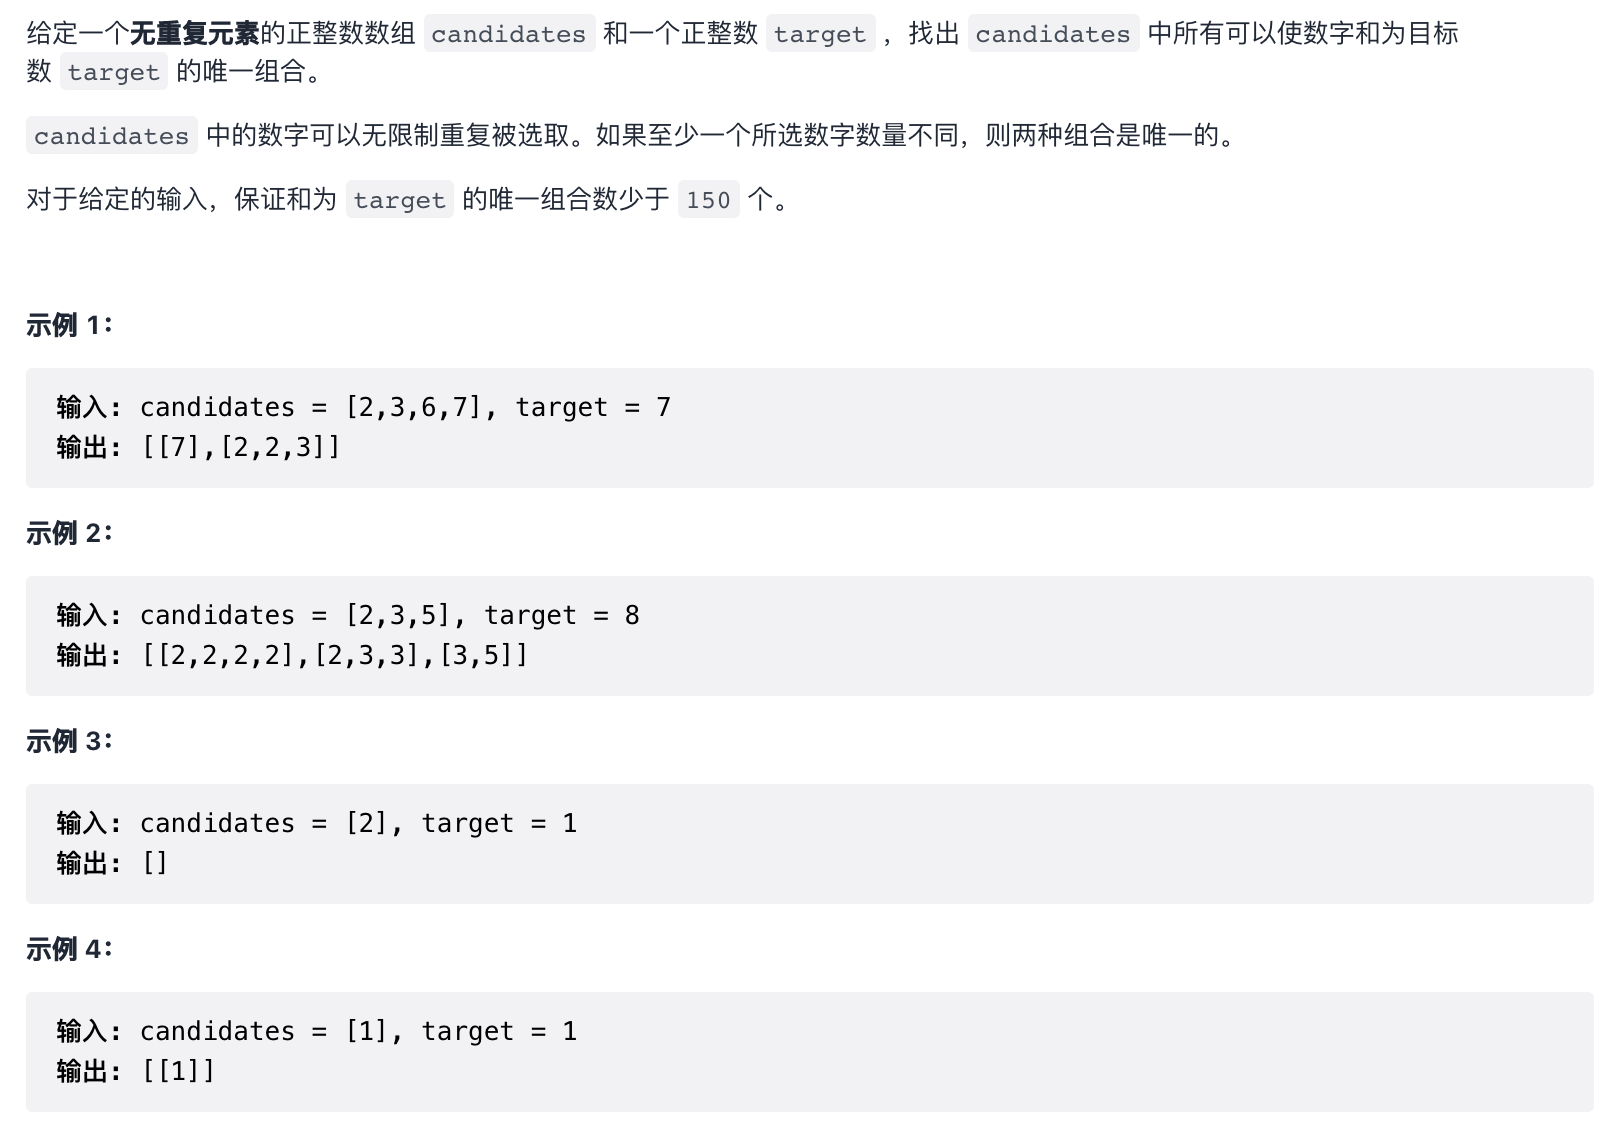 给定一个无重复元素的正整数数组 candidates 和一个正整数 target ，找出 candidates 中所有可以使数字和为目标
数 target 的唯一组合。
candidates 中的数字可以无限制重复被选取。如果至少一个所选数字数量不同，则两种组合是唯一的。
对于给定的输入，保证和为 target 的唯一组合数少于 150 个。
示例 1：
输入: candidates = [2,3,6,7], target = 7
输出: [[7],[2,2,3]]
示例 2：
输入: candidates = [2,3,5], target = 8
输出: [[2,2,2,2],[2,3,3],[3,5]]
示例 3：
输入: candidates = [2], target = 1
输出: []
示例 4：
输入: candidates = [1], target = 1
输出: [[1]]